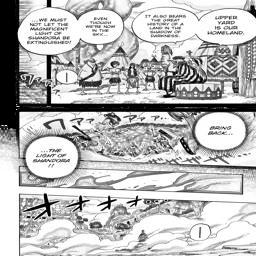 UPPER
YARD IS
OUR
HOMELAND.
IT ALSO BEARS
THE GREAT
HISTORY OF A
LAND IN THE
SHADOW OF
DARKNESS.
EVEN
THOUGH
WE'RE NOW
IN THE
SKY...
...WE MUST
NOT LET THE
MAGNIFICENT
LIGHT OF
SHANDORA BE
EXTINGUISHED!
!
BRING
BACK...
...THE
LIGHT OF
SHANDORA
!!
!